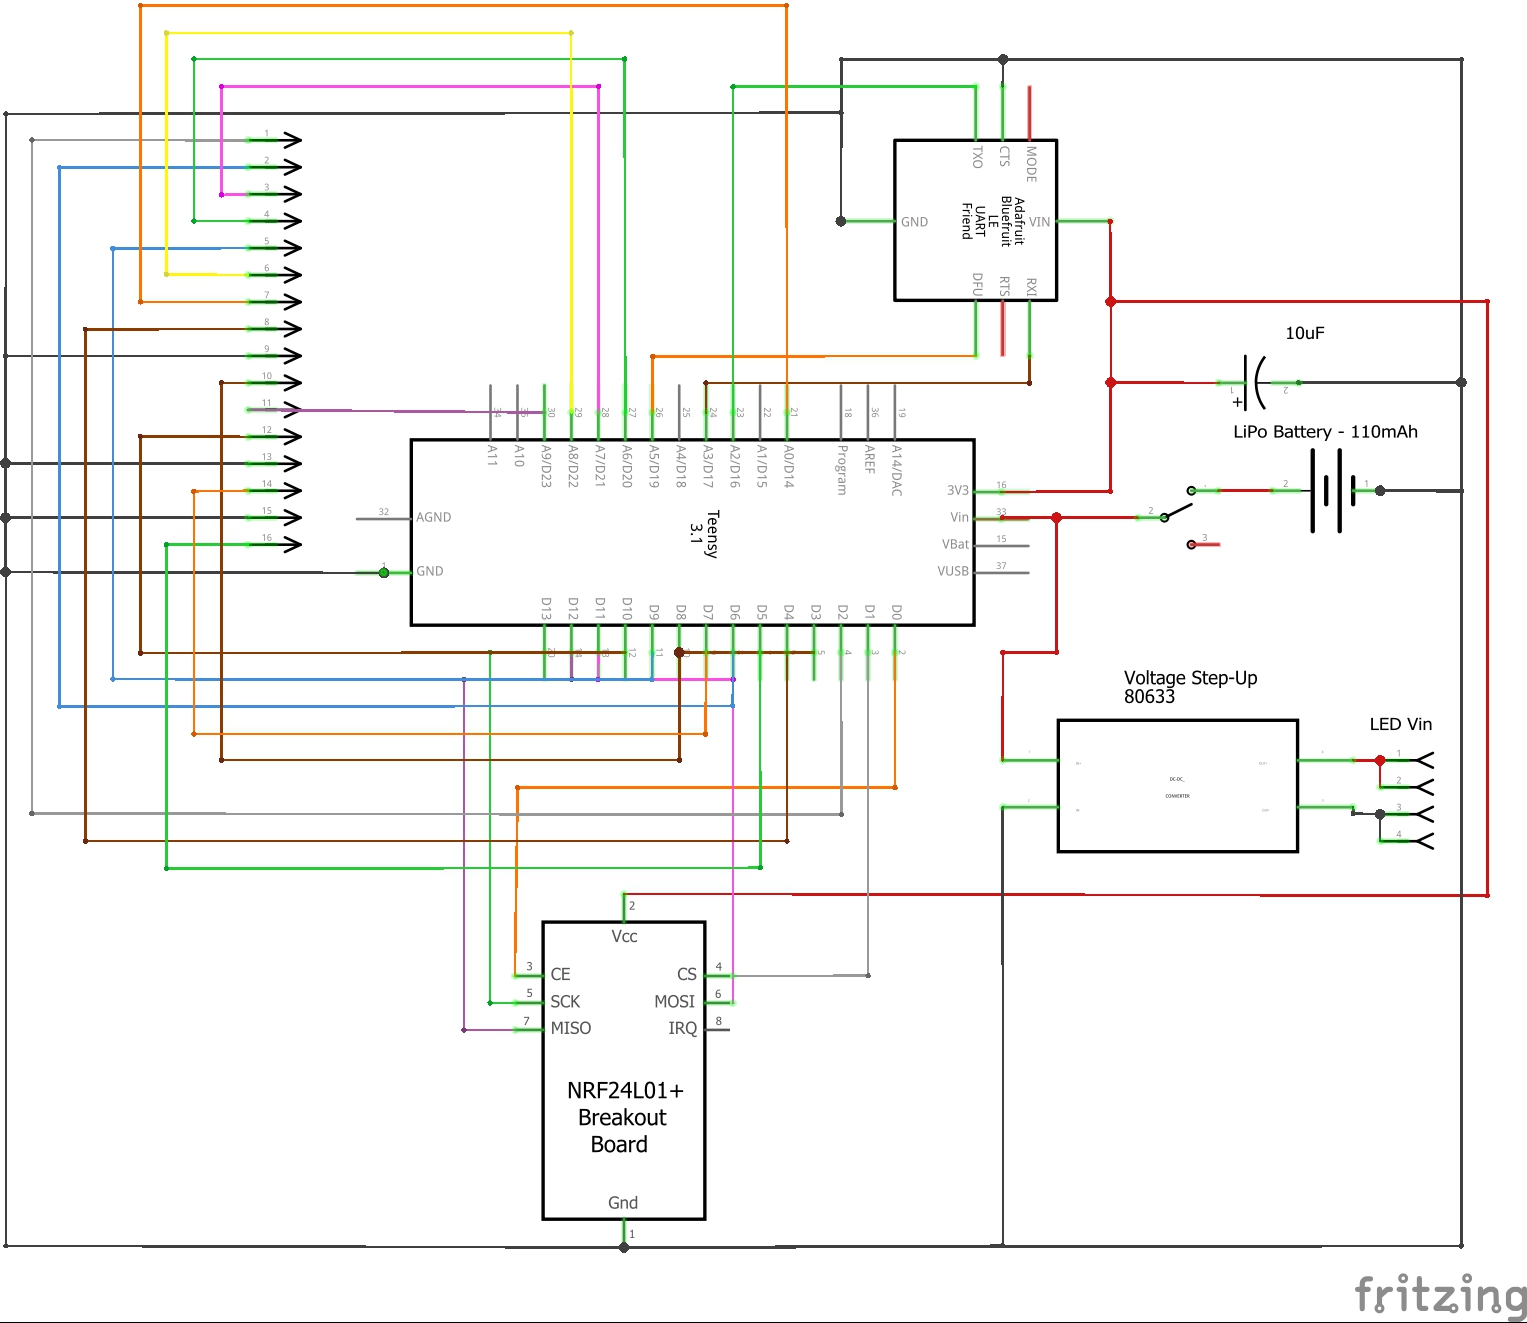 1
2
3
4
5
6
7
8
9
10
11
12
13
14
15
16
TXO
CTS
MODE
GND
Adafruit
Bluefruit
LE
UART
Friend
VIN
DFU
RTS
RXI
10uF
1
2
+
LiPo Battery - 110mAh
2
1
2
3
30
29
28
27
26
25
24
23
22
21
18
36
19
A11
A10
A9/D23
A8/D22
A7/D21
A6/D20
A5/D19
A4/D18
A3/D17
A2/D16
A1/D15
A0/D14
Program
AREF
A14/DAC
3V3
16
32
AGND
Vin
33
VBat
15
1
GND
VUSB
37
Teensy
3.1
D13
D12
D11
D10
D9
D8
D7
D6
D5
D4
D3
D2
D1
D0
12
11
5
4
3
2
Voltage Step-Up
80633
LED Vin
DC-DC_
CONVERTER
1
2
3
4
2
Vcc
3
CE
CS
4
5
SCK
MOSI
6
7
MISO
IRQ
8
NRF24L01+
Breakout
Board
Gnd
1
fritzing